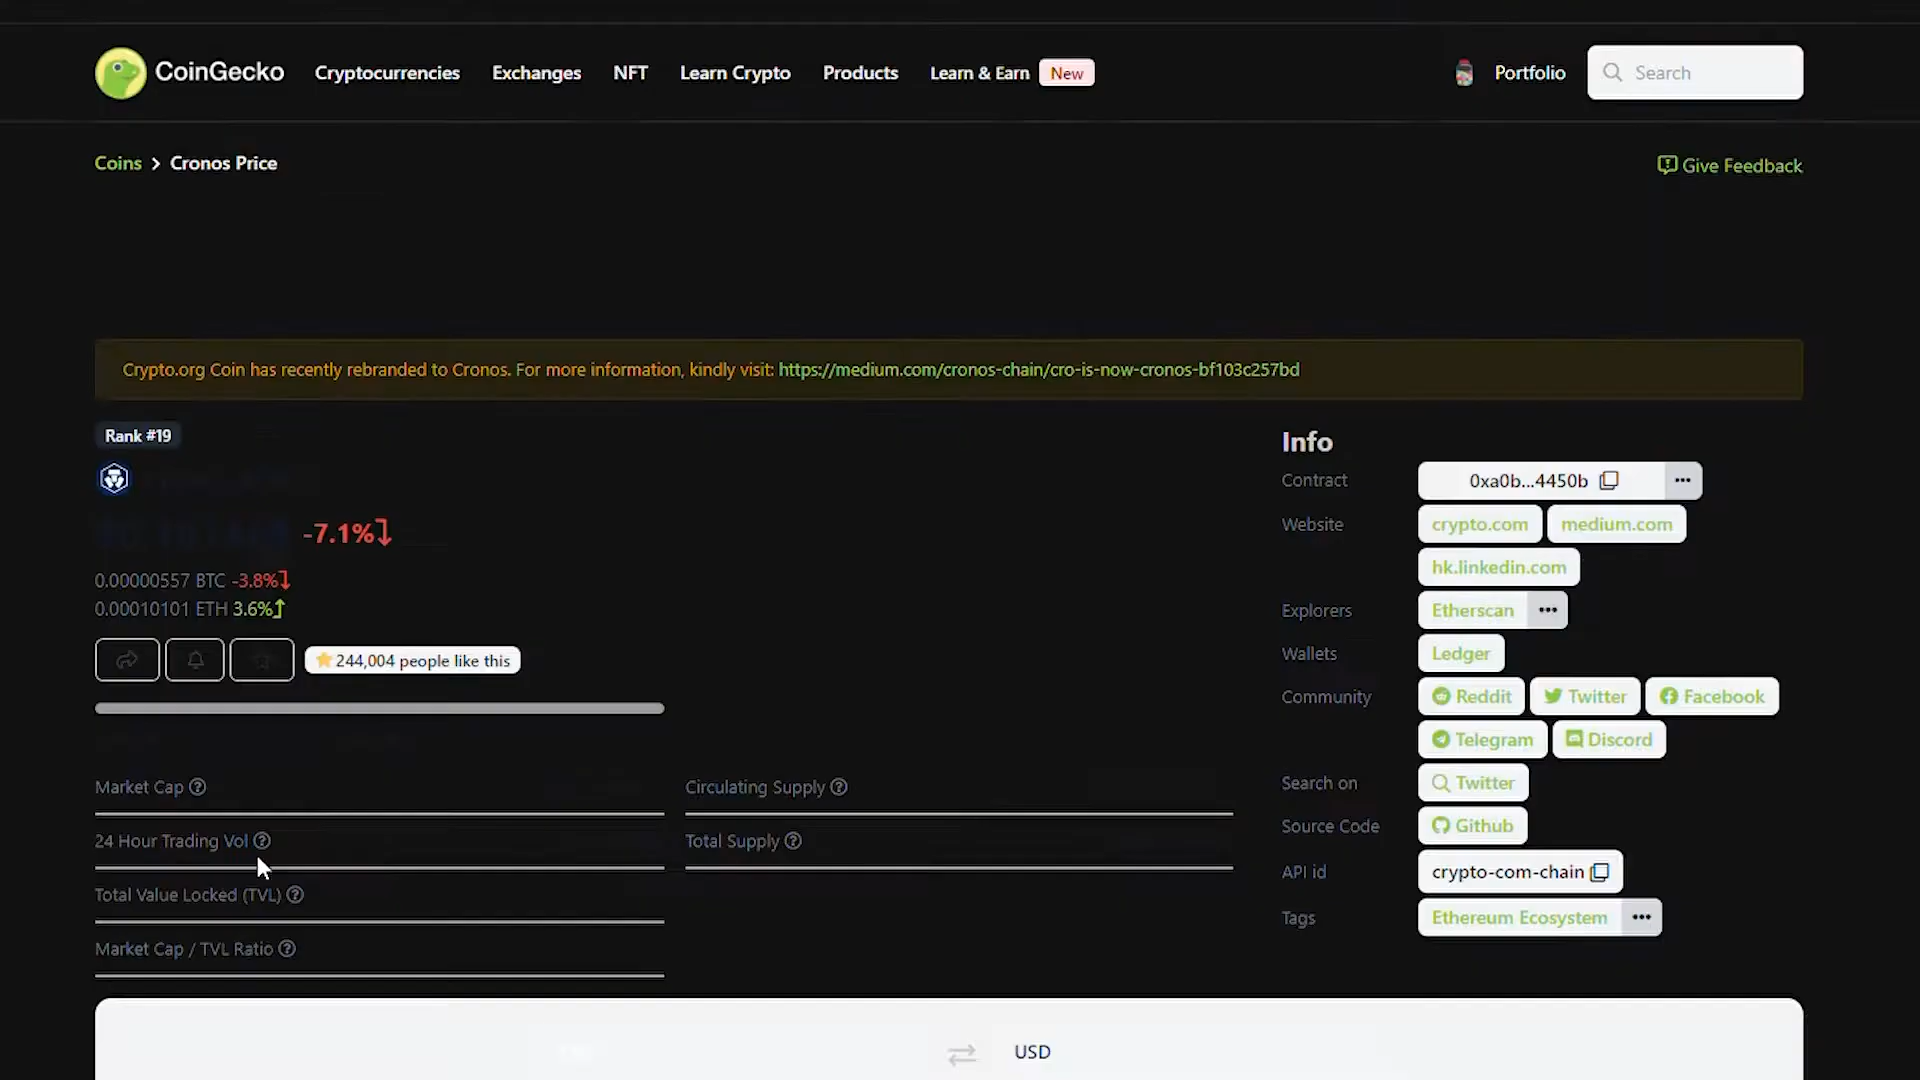 CoinGecko Cryptocurrencies Exchanges NFT Learn Crypto Products Learn & Earn New Portfolio Search
Coins > Cronos Price
Give Feedback
Crypto.org Coin has recently rebranded to Cronos. For more information, kindly visit: https://medium.com/cronos-chain/cro-is-now-cronos-bf103c257bd
Rank #19
-7.1%
0.00000557 BTC -3.8%
0.00010101 ETH 3.6%
244,004 people like this
Market Cap
Circulating Supply
24 Hour Trading Vol
Total Supply
Total Value Locked (TVL)
Market Cap / TVL Ratio
Info
Contract 0xa0b...4450b
Website crypto.com medium.com
hk.linkedin.com
Explorers Etherscan
Wallets Ledger
Community Reddit Twitter Facebook
Telegram Discord
Search on Twitter
Source Code Github
API id crypto-com-chain
Tags Ethereum Ecosystem
USD